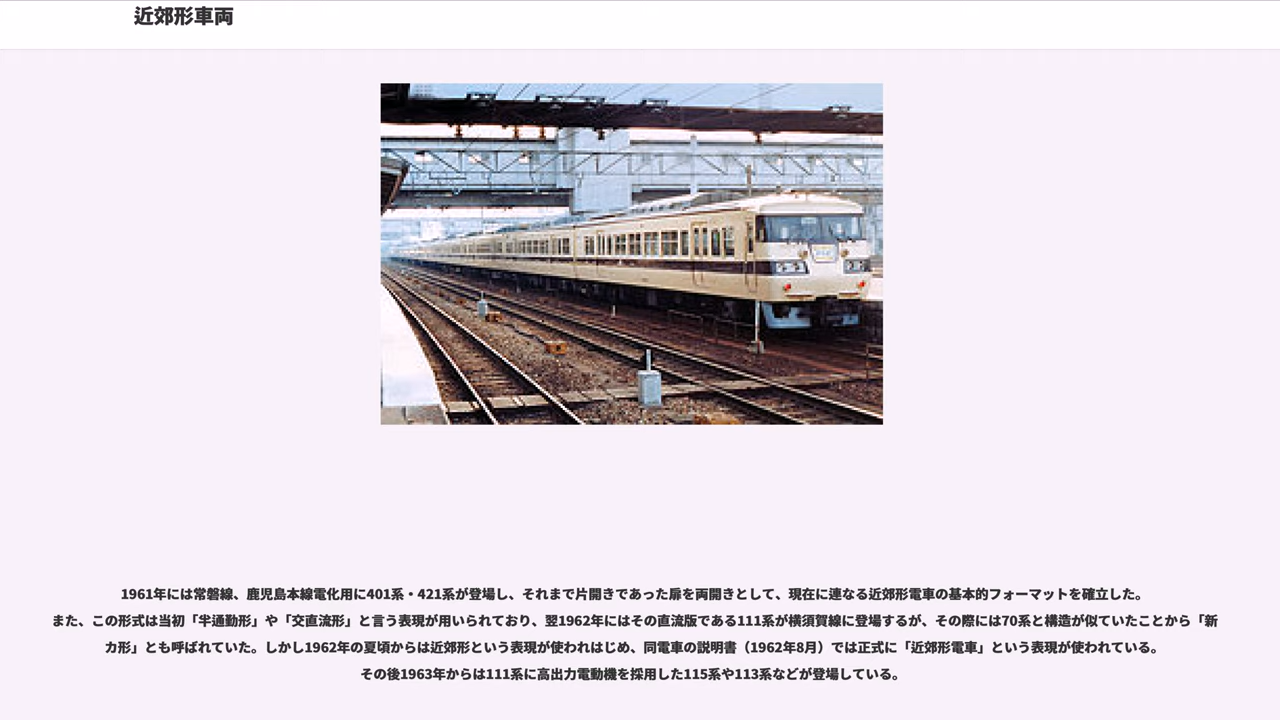 近郊形車両
1961年には常磐線、鹿児島本線電化用に401系・421系が登場し、それまで片開きであった扉を両開きとして、現在に連なる近郊形電車の基本的フォーマットを確立した。
また、この形式は当初「半通勤形」や「交直流形」と言う表現が用いられており、翌1962年にはその直流版である111系が横須賀線に登場するが、その際には70系と構造が似ていたことから「新
カ形」とも呼ばれていた。しかし1962年の夏頃からは近郊形という表現が使われはじめ、同電車の説明書（1962年8月）では正式に「近郊形電車」という表現が使われている。
その後1963年からは111系に高出力電動機を採用した115系や113系などが登場している。